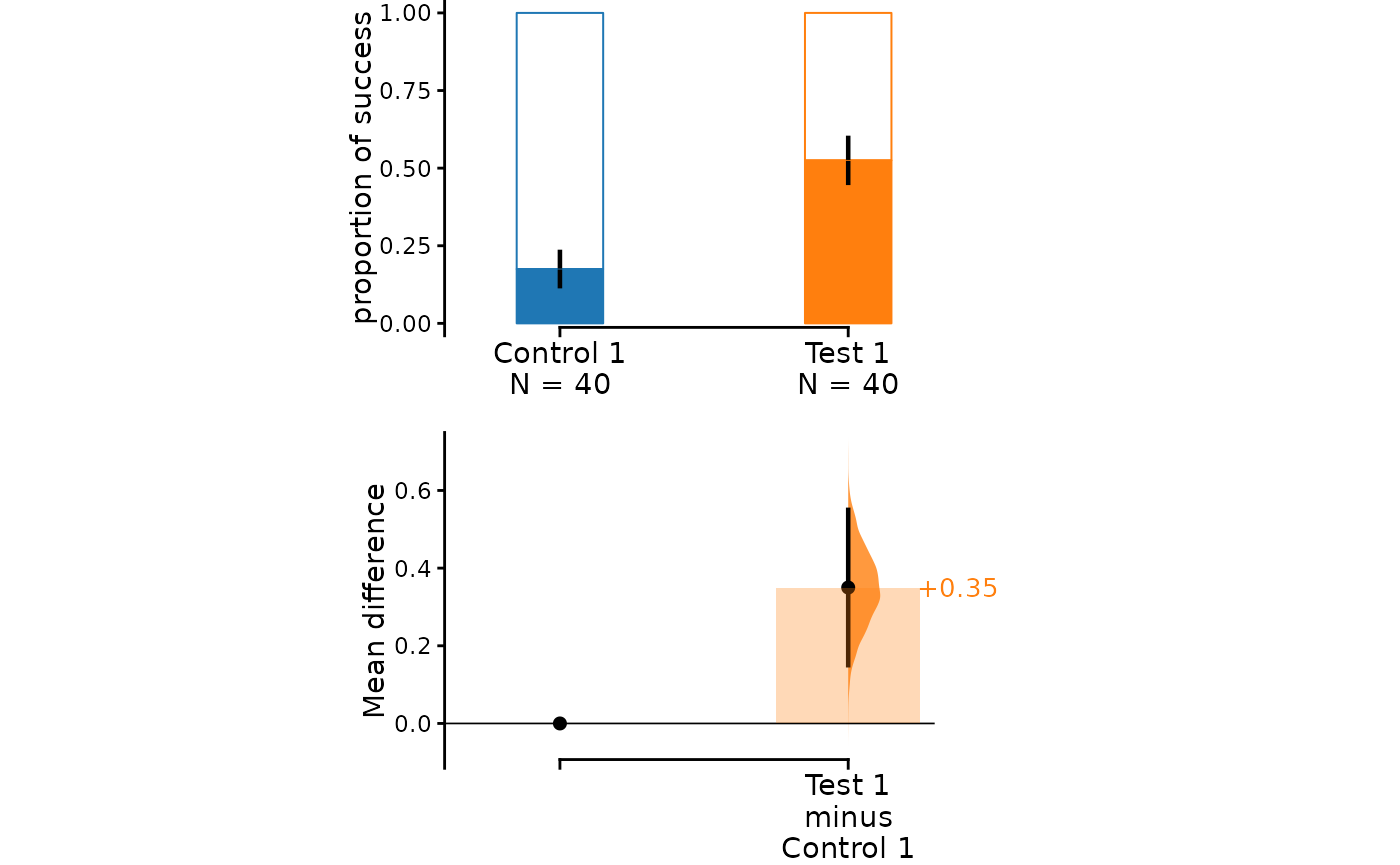 proportion of success
1.00
0.75
0.50
0.25
0.00
Control 1
N = 40
Test 1
N = 40
Mean difference
0.6
0.4
0.2
0.0
+0.35
Test 1
minus
Control 1